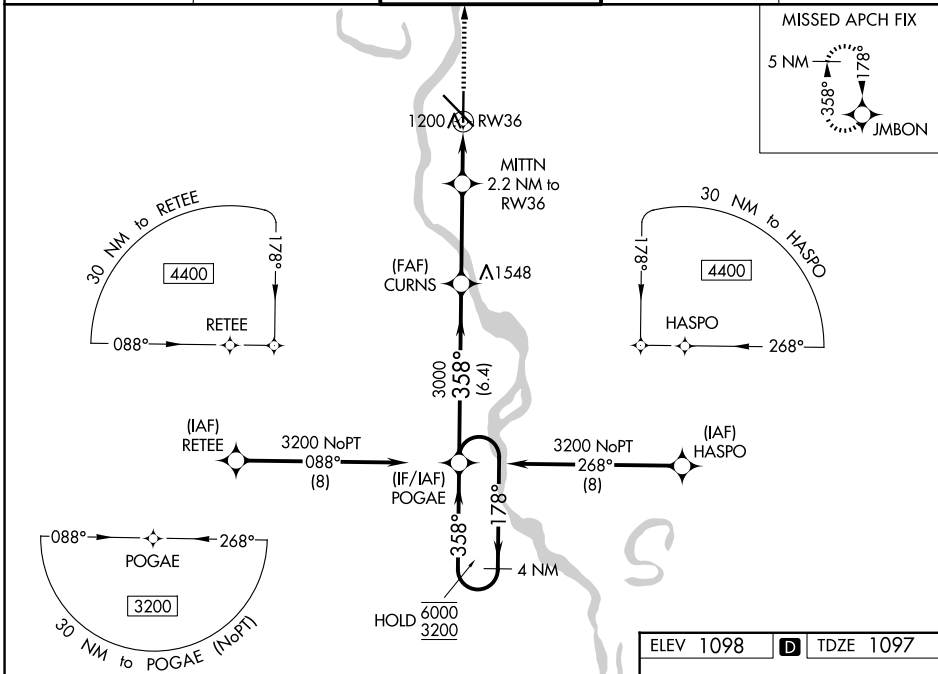 MISSED APCH FIX
5 NM
178°
358°
JMBON
1200
RW36
MITTN
2.2 NM to
RW36
30 NM to RETEE
178°
4400
RETEE
088°
(FAF)
CURNS
1548
30 NM to HASPO
178°
4400
HASPO
268°
3000
358°
(6.4)
(IAF)
RETEE
3200 NoPT
088°
(8)
(IF/IAF)
POGAE
3200 NoPT
268°
(8)
(IAF)
HASPO
358°
178°
4 NM
HOLD
6000
3200
088°
268°
POGAE
3200
30 NM to POGAE (NoPT)
ELEV 1098
D
TDZE 1097